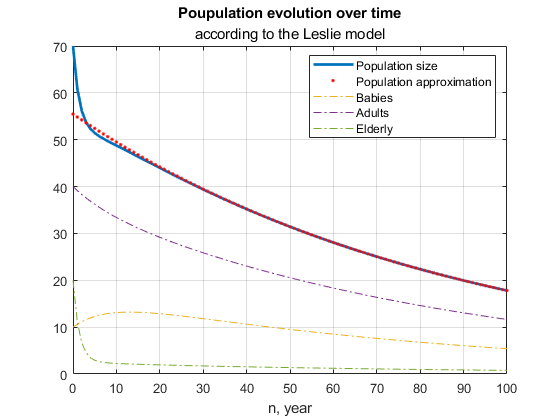 Poupulation evolution over time
according to the Leslie model
Population size
Population approximation
Babies
Adults
Elderly
70
60
50
40
30
20
10
0
0 10 20 30 40 50 60 70 80 90 100
n, year